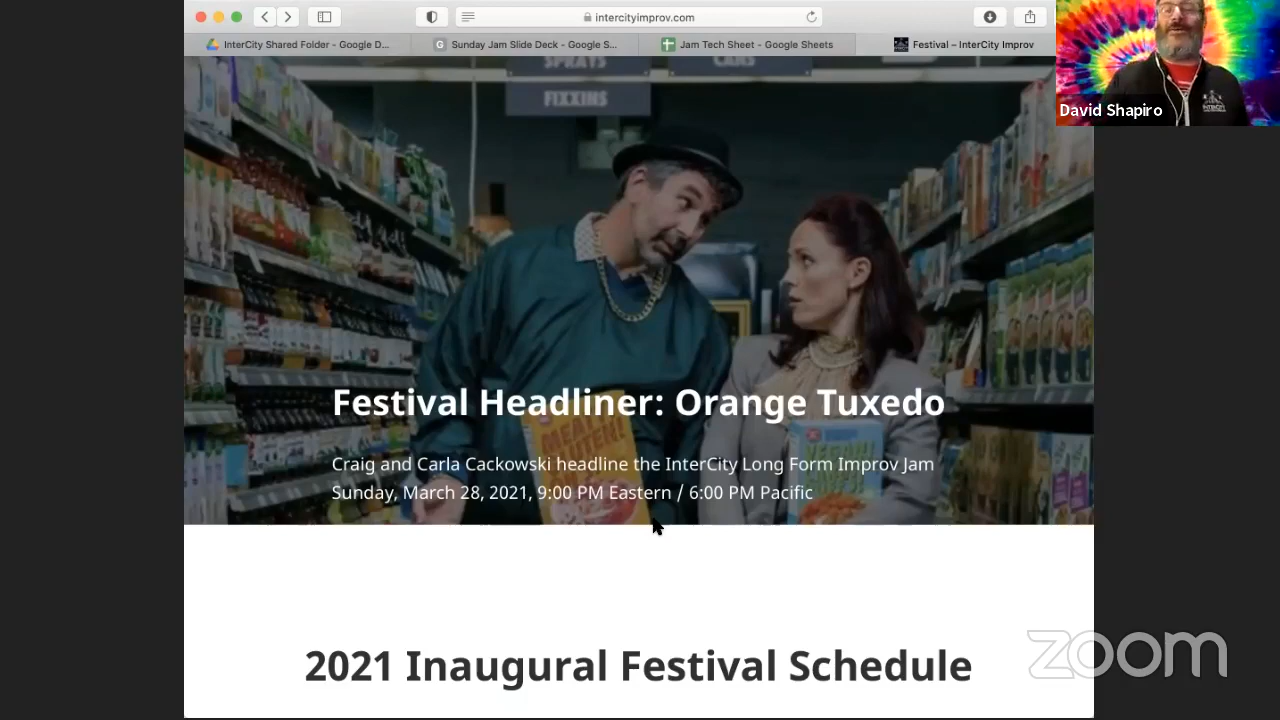 intercityimprov.com
InterCity Shared Folder - Google D...
Sunday Jam Slide Deck - Google S...
Jam Tech Sheet - Google Sheets
Festival – InterCity Improv
SPRAYS
CARS
FIXXINS
David Shapiro
Festival Headliner: Orange Tuxedo
Craig and Carla Cackowski headline the InterCity Long Form Improv Jam
Sunday, March 28, 2021, 9:00 PM Eastern / 6:00 PM Pacific
2021 Inaugural Festival Schedule
zoom